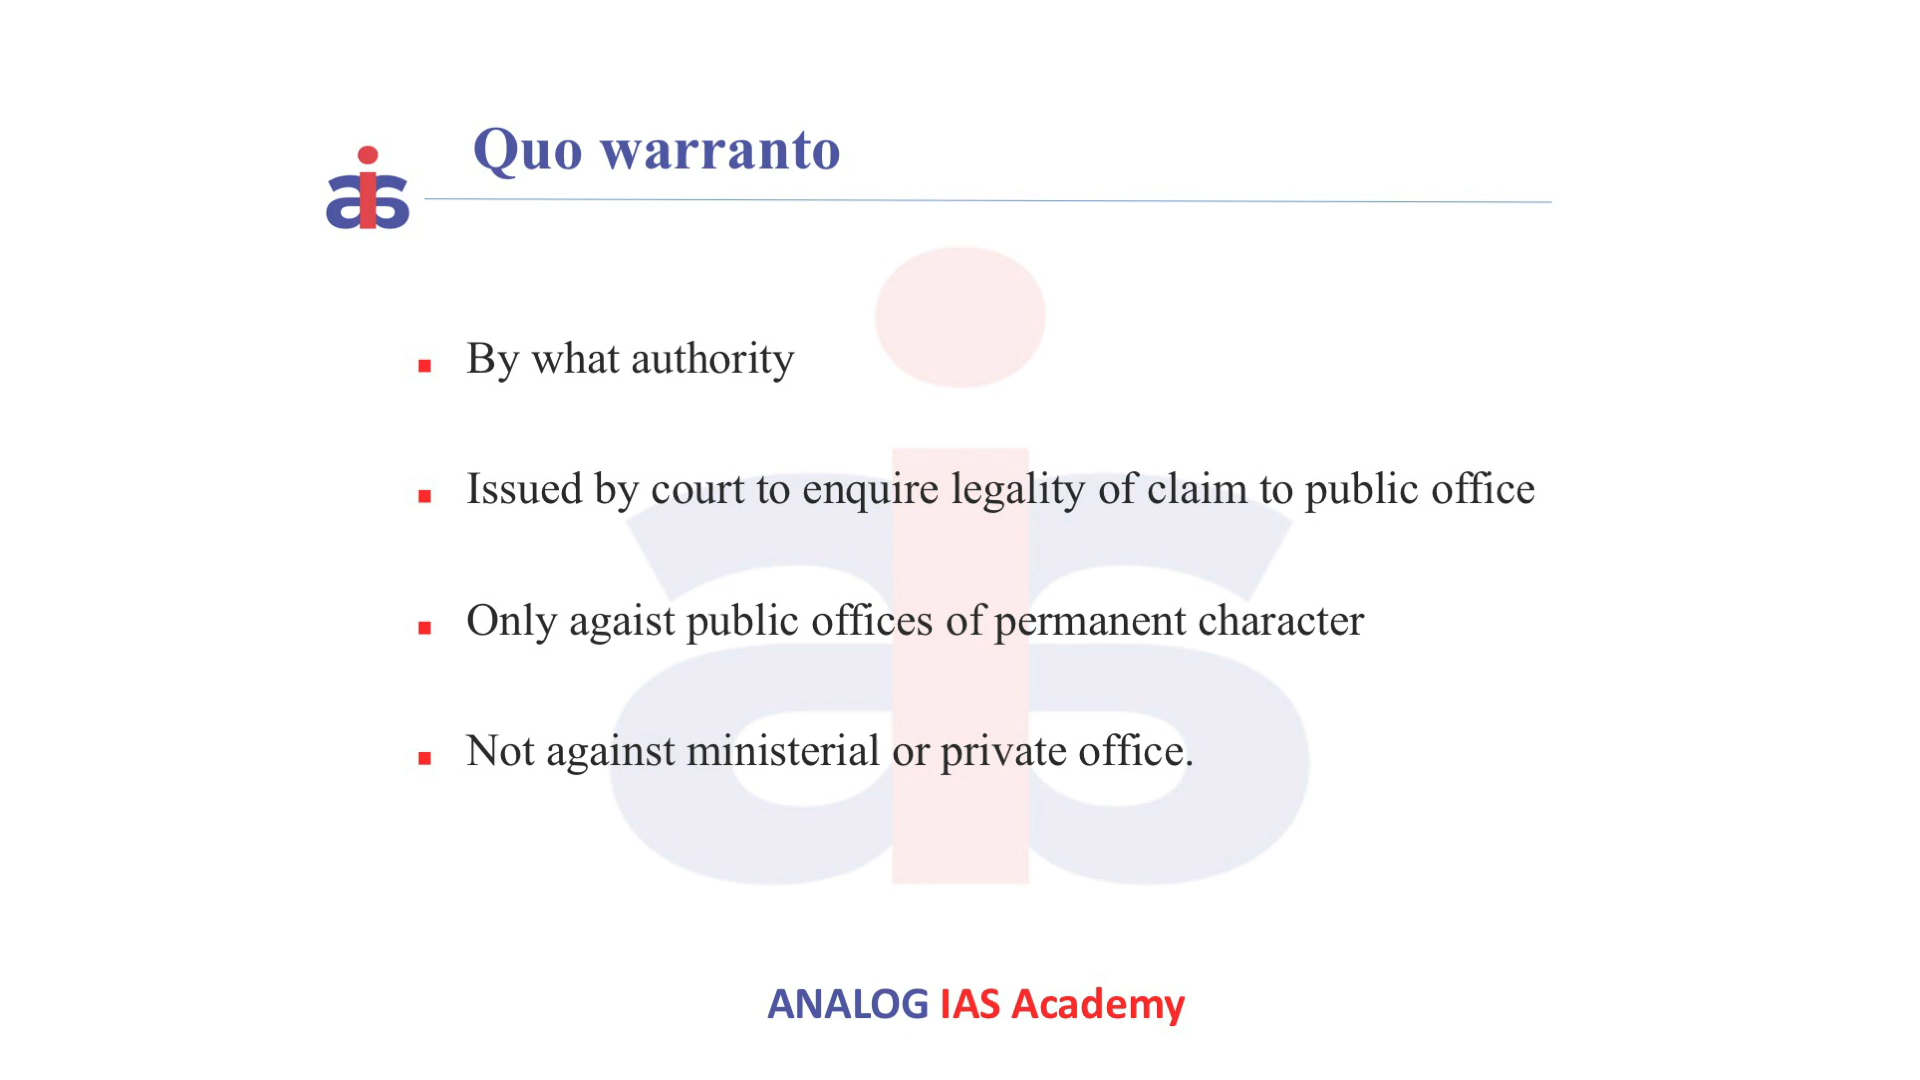 Quo warranto
ais
By what authority
Issued by court to enquire legality of claim to public office
Only agaist public offices of permanent character
Not against ministerial or private office.
ANALOG IAS Academy